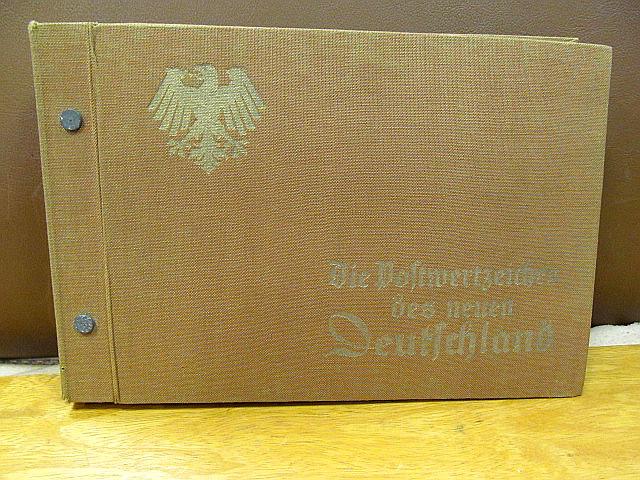 Die Postwertzeichen
des neuen
Deutschland